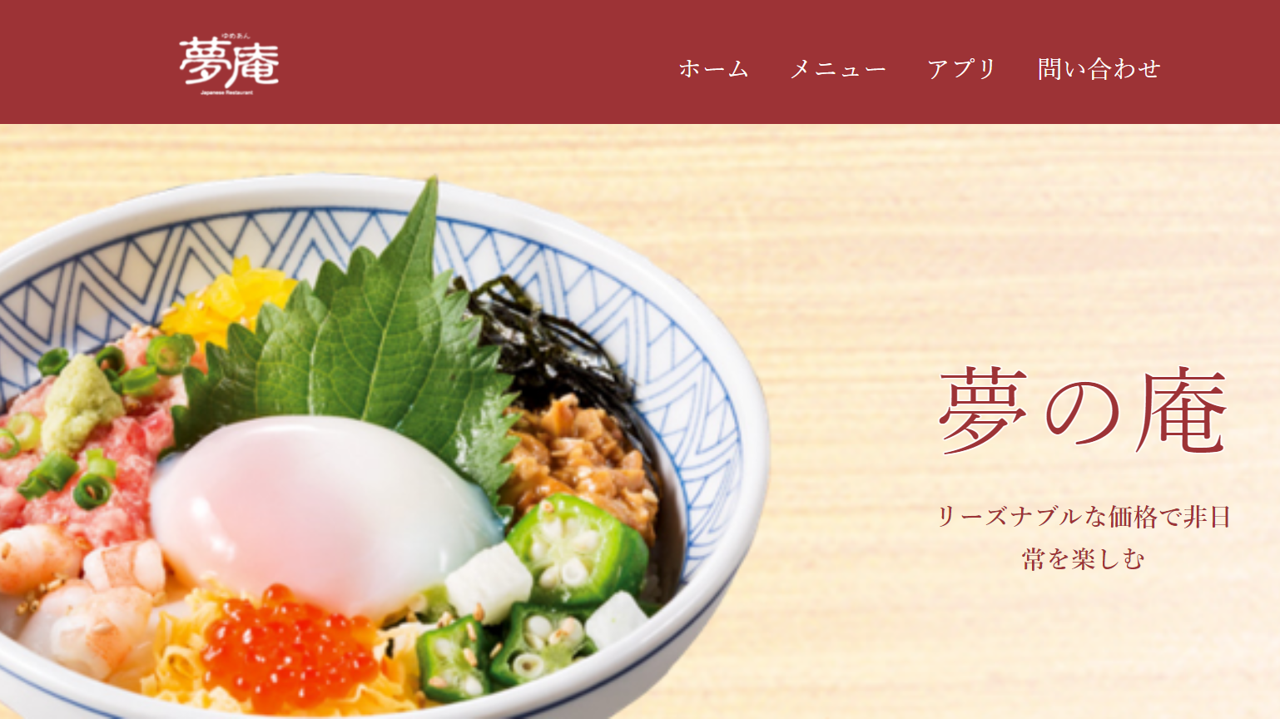 ゆめあん
夢庵
Japanese Restaurant
ホーム メニュー アプリ 問い合わせ
夢の庵
リーズナブルな価格で非日
常を楽しむ